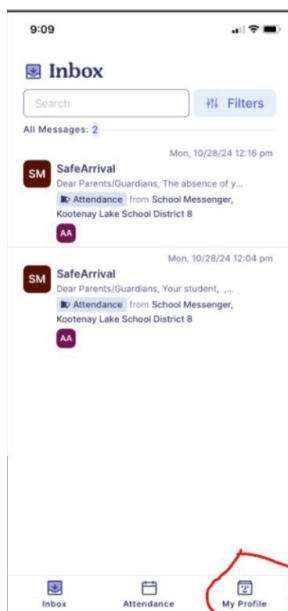 9:09
Inbox
Search
Filters
All Messages: 2
Mon, 10/28/24 12:16 pm
SM
SafeArrival
Dear Parents/Guardians, The absence of y...
Attendance from School Messenger,
Kootenay Lake School District 8
AA
Mon, 10/28/24 12:04 pm
SM
SafeArrival
Dear Parents/Guardians, Your student, ,...
Attendance from School Messenger,
Kootenay Lake School District 8
AA
Inbox
Attendance
My Profile